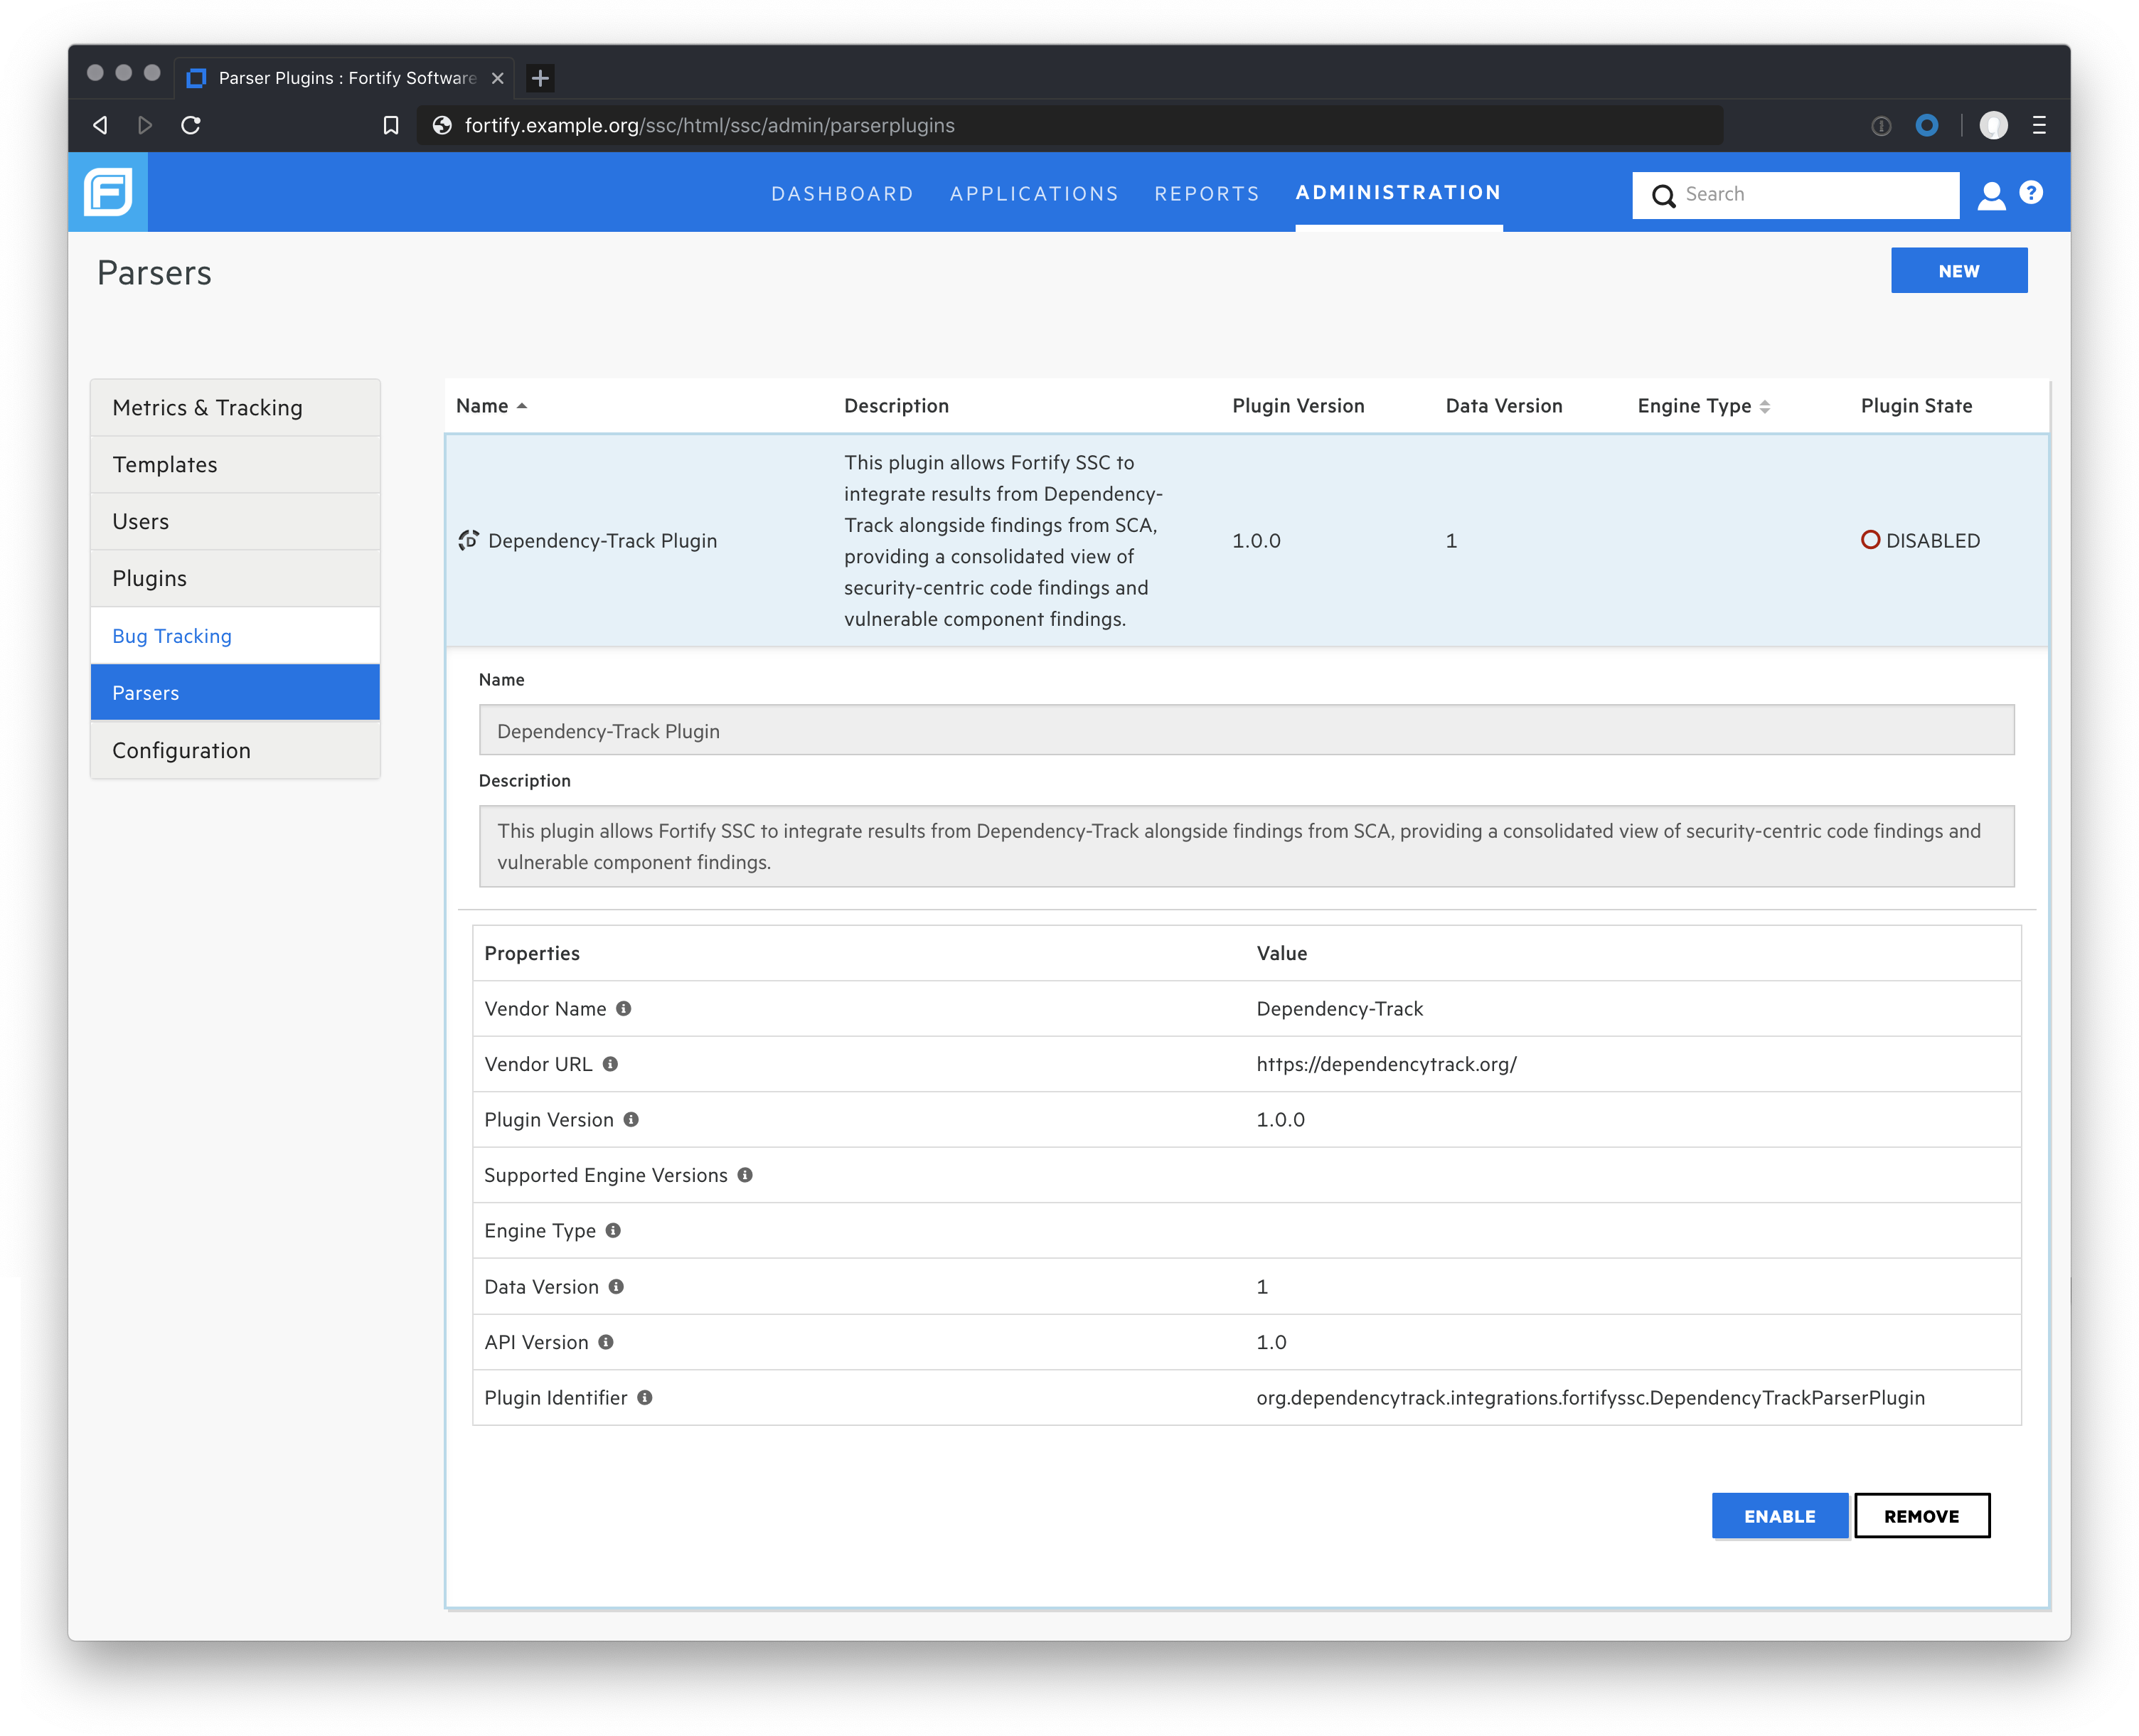 Parser Plugins : Fortify Software
fortify.example.org/ssc/html/ssc/admin/parserplugins
DASHBOARD APPLICATIONS REPORTS ADMINISTRATION Search
Parsers
NEW
Metrics & Tracking
Templates
Users
Plugins
Bug Tracking
Parsers
Configuration
Name Description Plugin Version Data Version Engine Type Plugin State
This plugin allows Fortify SSC to
integrate results from Dependency-
Track alongside findings from SCA,
Dependency-Track Plugin 1.0.0 1 DISABLED
providing a consolidated view of
security-centric code findings and
vulnerable component findings.
Name
Dependency-Track Plugin
Description
This plugin allows Fortify SSC to integrate results from Dependency-Track alongside findings from SCA, providing a consolidated view of security-centric code findings and
vulnerable component findings.
Properties Value
Vendor Name Dependency-Track
Vendor URL https://dependencytrack.org/
Plugin Version 1.0.0
Supported Engine Versions
Engine Type
Data Version 1
API Version 1.0
Plugin Identifier org.dependencytrack.integrations.fortifyssc.DependencyTrackParserPlugin
ENABLE REMOVE